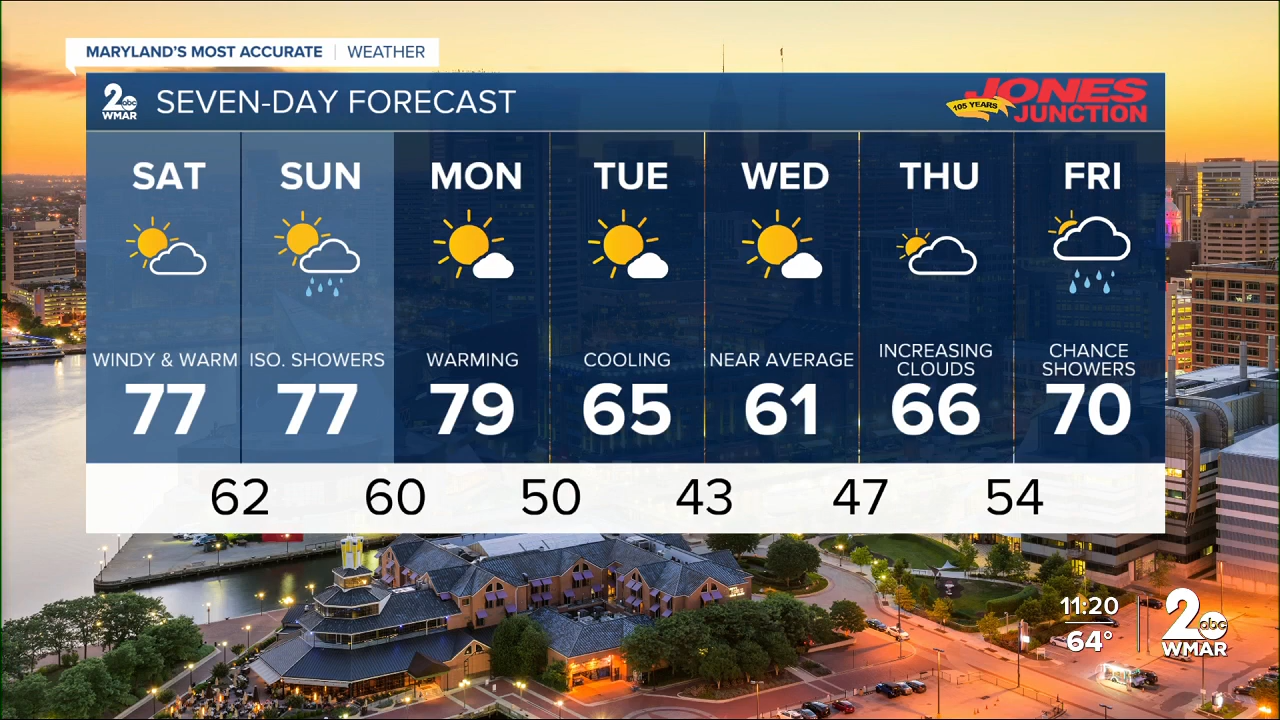 MARYLAND'S MOST ACCURATE | WEATHER
2 abc WMAR SEVEN-DAY FORECAST
105 YEARS JONES JUNCTION
SAT SUN MON TUE WED THU FRI
WINDY & WARM ISO. SHOWERS WARMING COOLING NEAR AVERAGE INCREASING CLOUDS CHANCE SHOWERS
77 77 79 65 61 66 70
62 60 50 43 47 54
11:20
64°
2 abc
WMAR